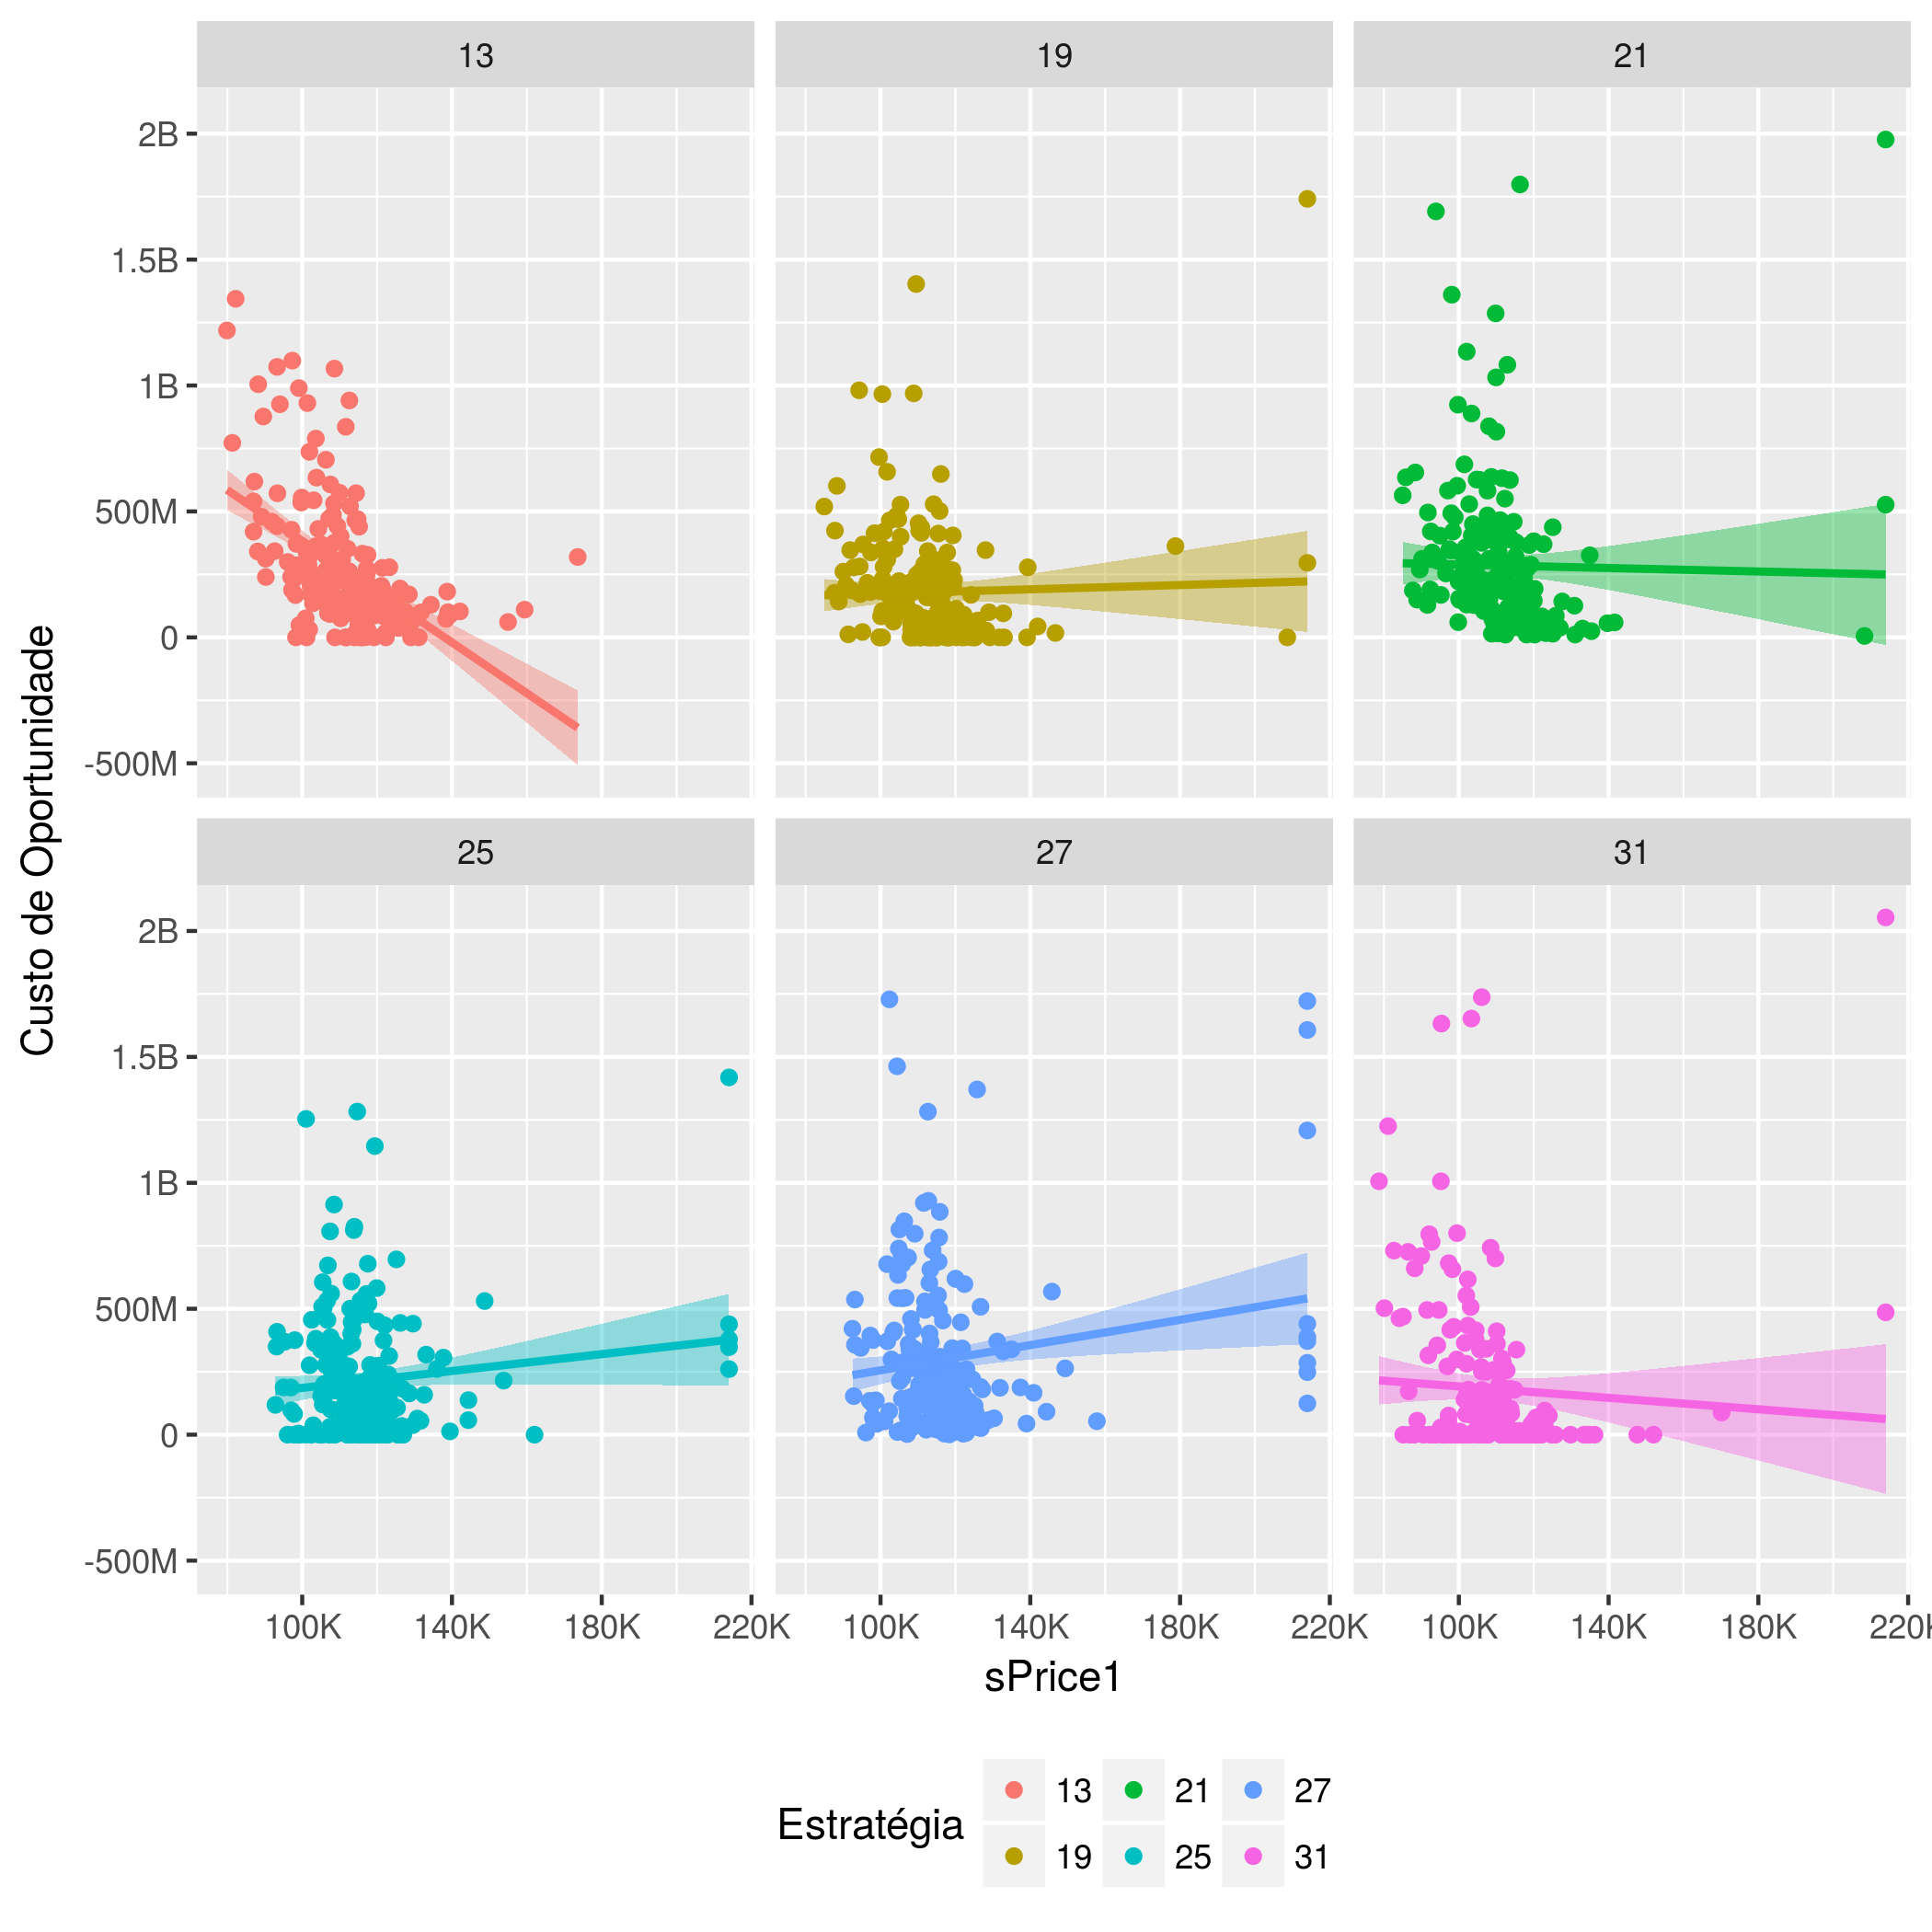 13 19 21
2B
1.5B
1B
500M
0
-500M
25 27 31
2B
1.5B
1B
500M
0
-500M
Custo de Oportunidade
100K 140K 180K 220K 100K 140K 180K 220K 100K 140K 180K 220K
sPrice1
Estratégia
13 21 27
19 25 31